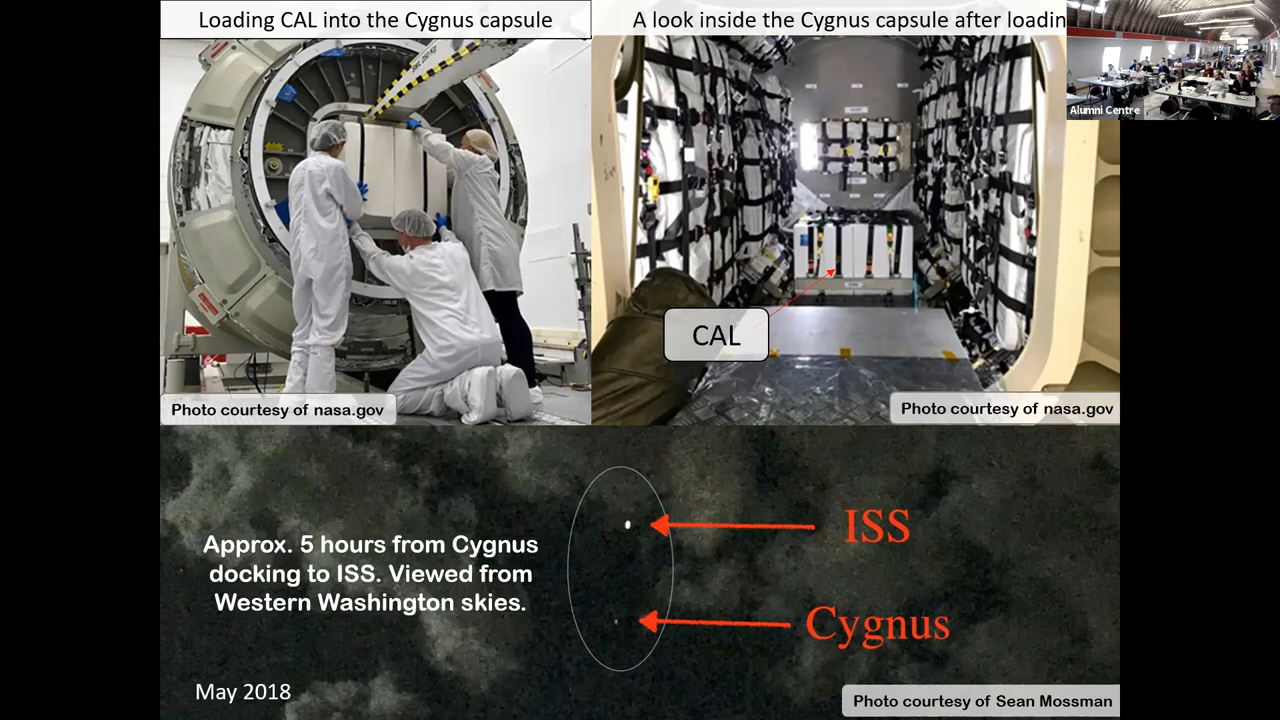 Loading CAL into the Cygnus capsule
A look inside the Cygnus capsule after loadin
Alumni Centre
CAL
Photo courtesy of nasa.gov
Photo courtesy of nasa.gov
ISS
Approx. 5 hours from Cygnus
docking to ISS. Viewed from
Western Washington skies.
Cygnus
May 2018
Photo courtesy of Sean Mossman